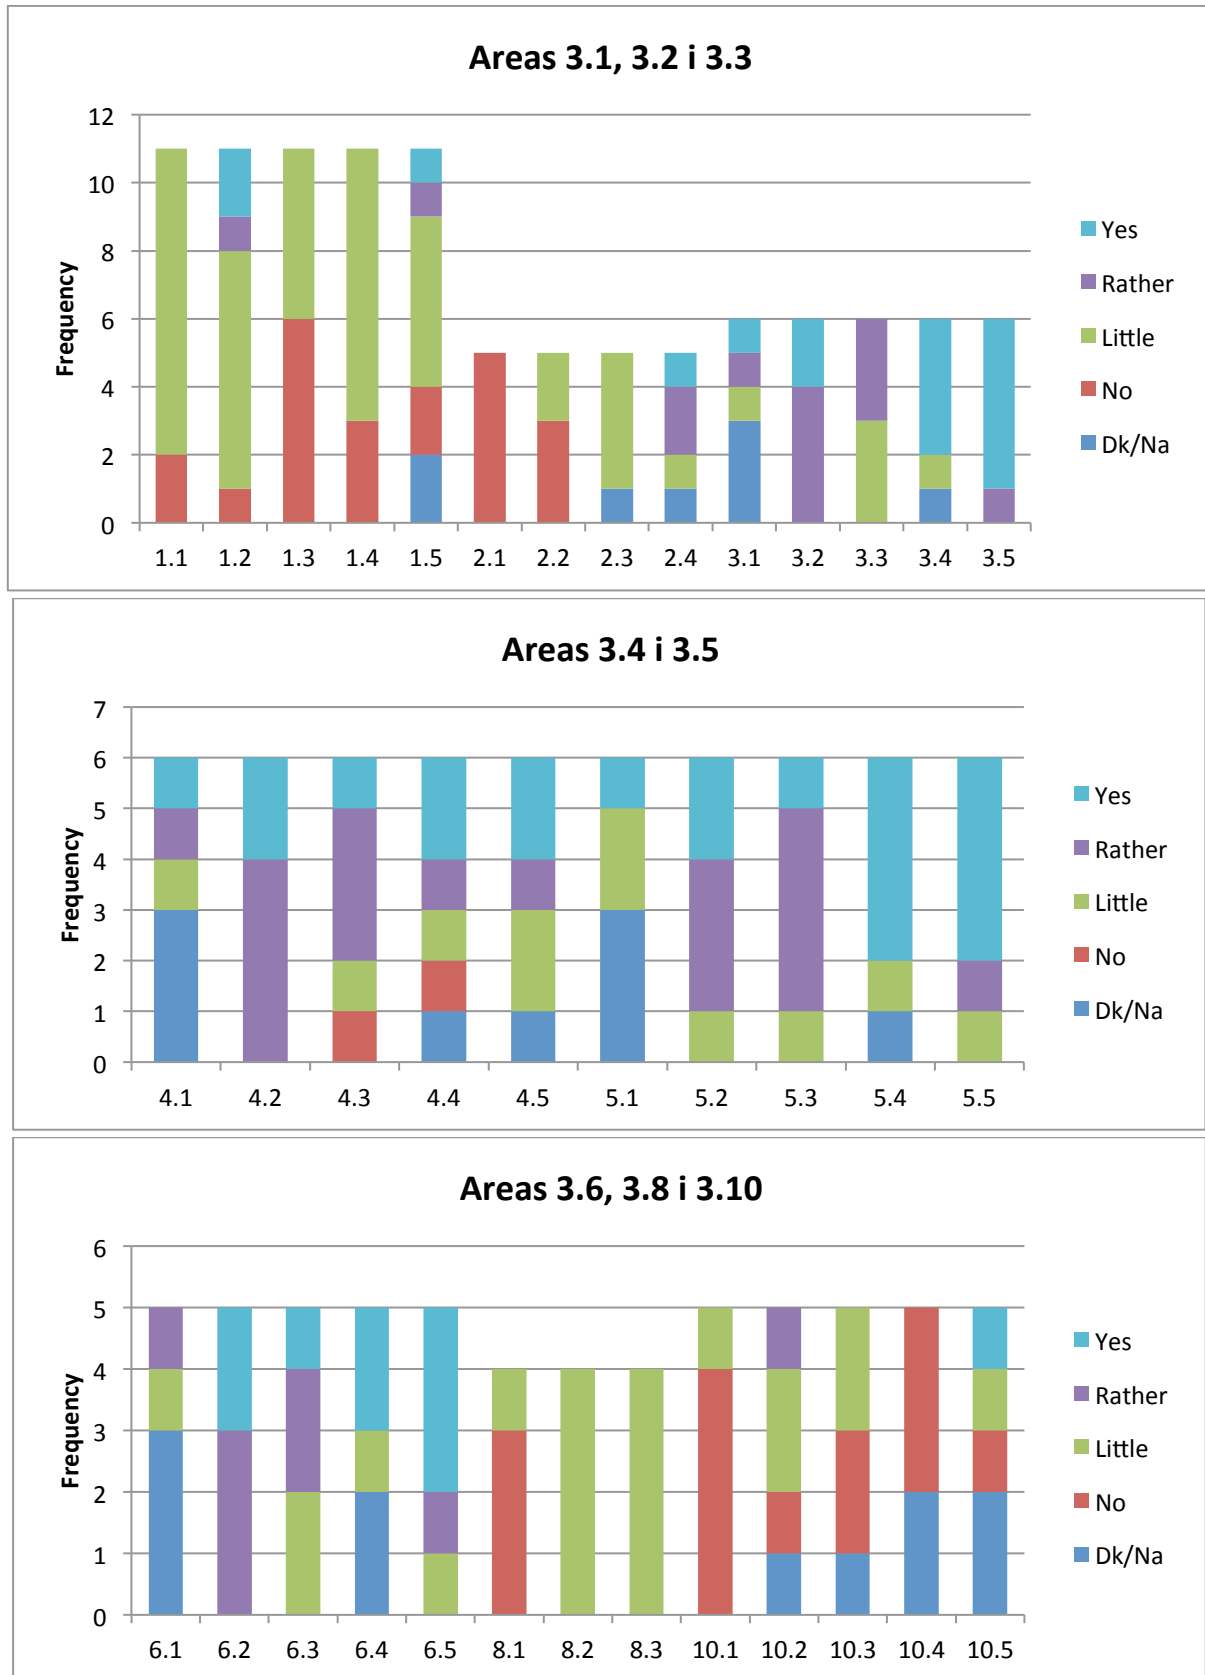 Areas 3.1, 3.2 i 3.3
Frequency
12
10
8
6
4
2
0
1.1 1.2 1.3 1.4 1.5 2.1 2.2 2.3 2.4 3.1 3.2 3.3 3.4 3.5
Yes
Rather
Little
No
Dk/Na
Areas 3.4 i 3.5
Frequency
7
6
5
4
3
2
1
0
4.1 4.2 4.3 4.4 4.5 5.1 5.2 5.3 5.4 5.5
Yes
Rather
Little
No
Dk/Na
Areas 3.6, 3.8 i 3.10
Frequency
6
5
4
3
2
1
0
6.1 6.2 6.3 6.4 6.5 8.1 8.2 8.3 10.1 10.2 10.3 10.4 10.5
Yes
Rather
Little
No
Dk/Na